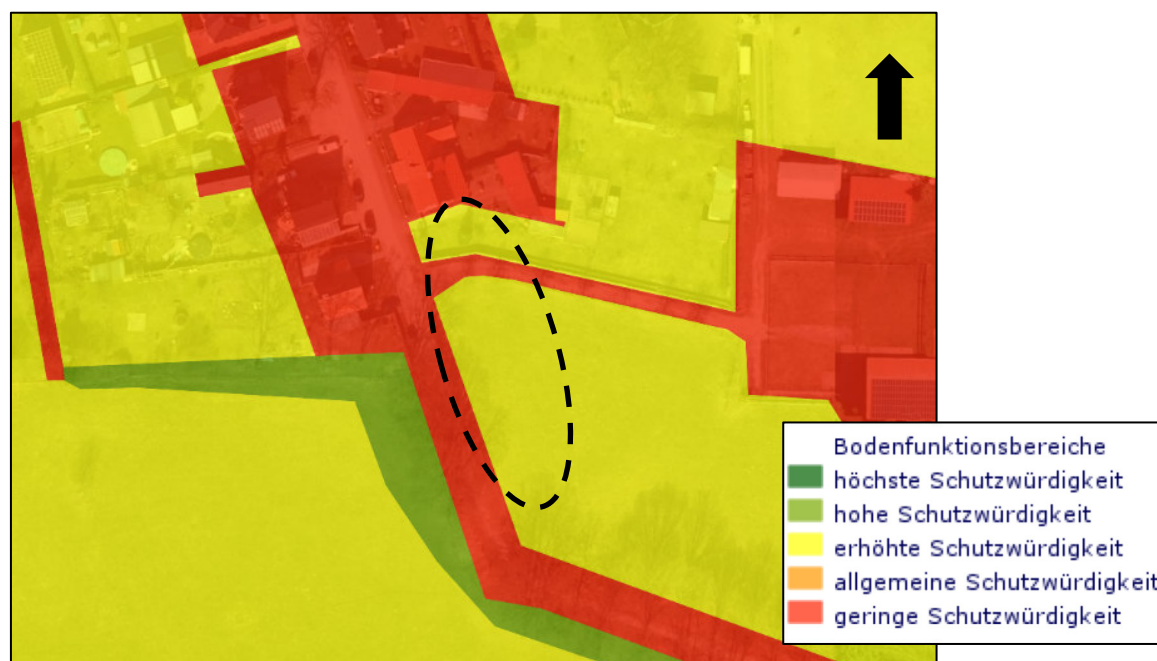 Bodenfunktionsbereiche
höchste Schutzwürdigkeit
hohe Schutzwürdigkeit
erhöhte Schutzwürdigkeit
allgemeine Schutzwürdigkeit
geringe Schutzwürdigkeit